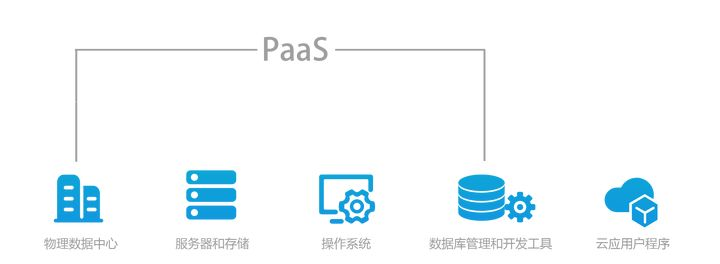 PaaS
物理数据中心
服务器和存储
操作系统
数据库管理和开发工具
云应用户程序